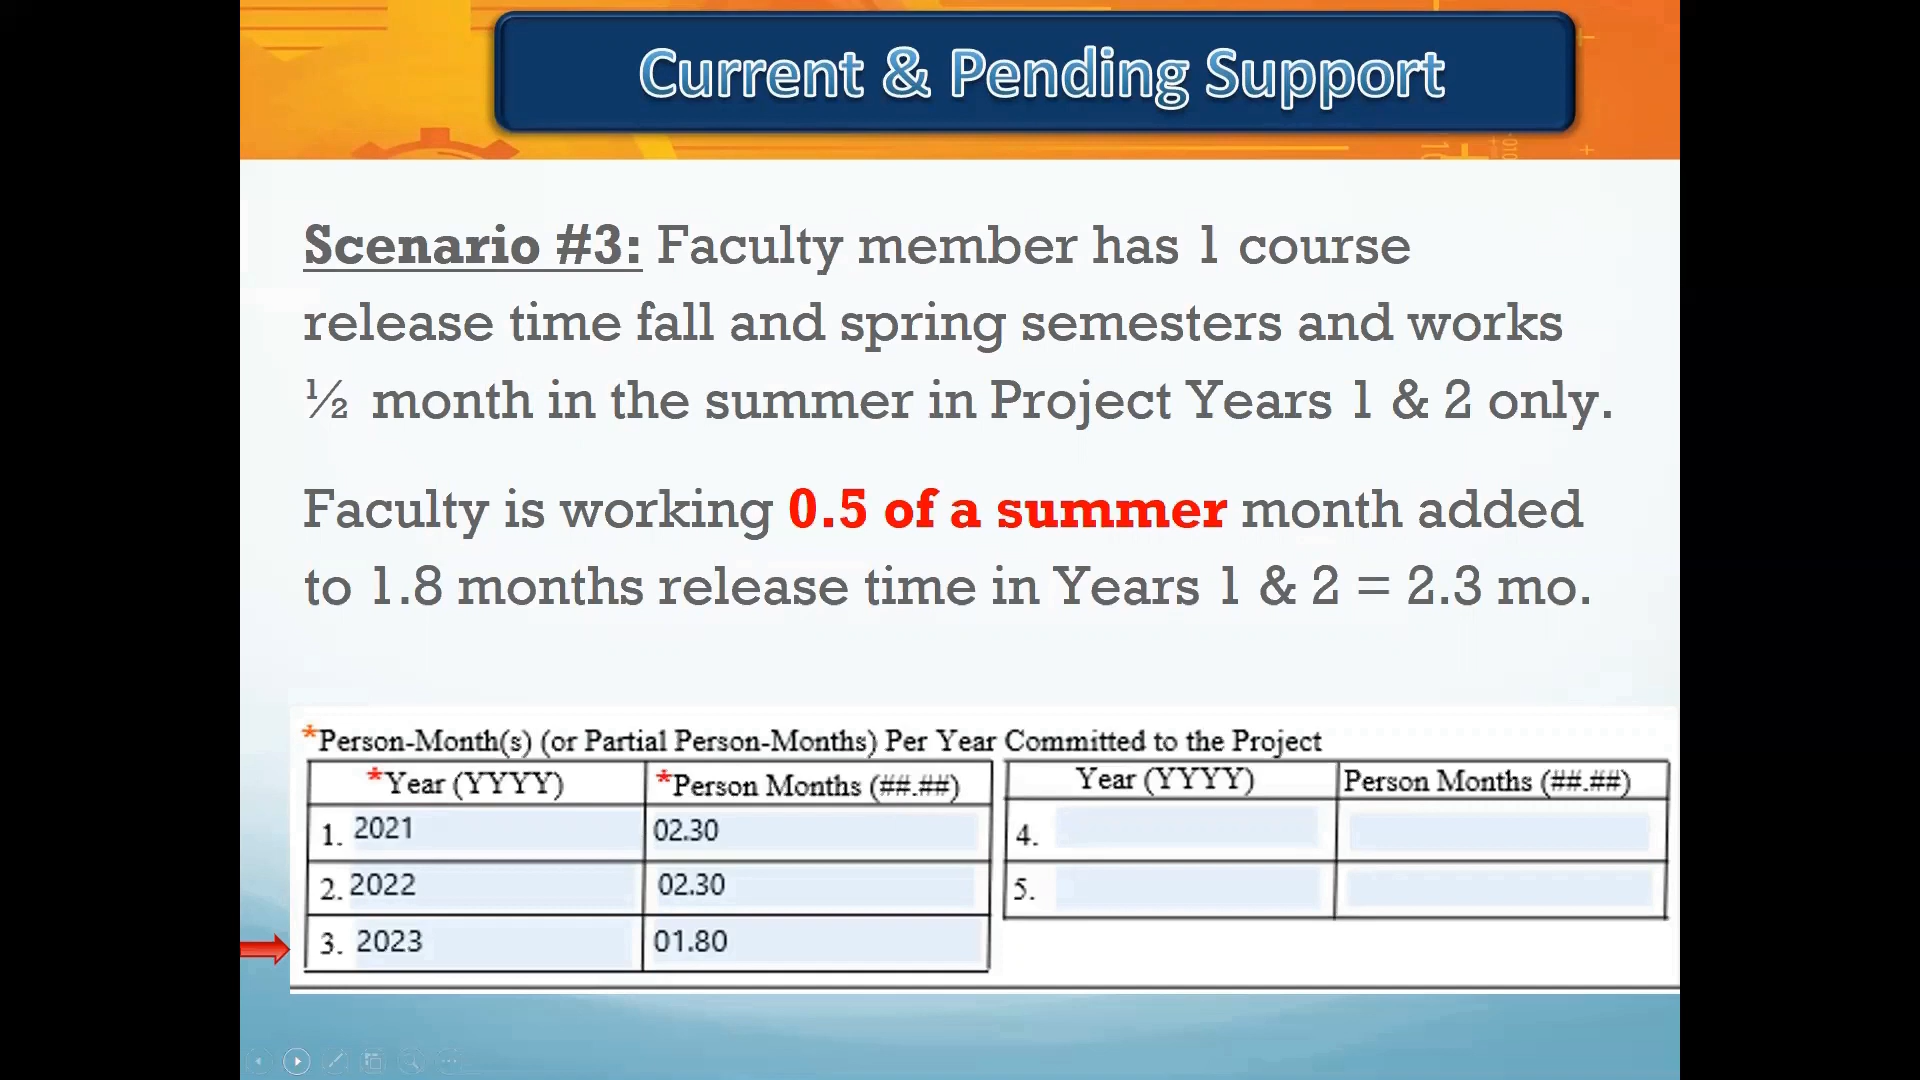 Current & Pending Support
Scenario #3: Faculty member has 1 course
release time fall and spring semesters and works
½ month in the summer in Project Years 1 & 2 only.
Faculty is working 0.5 of a summer month added
to 1.8 months release time in Years 1 & 2 = 2.3 mo.
*Person-Month(s) (or Partial Person-Months) Per Year Committed to the Project
*Year (YYYY) *Person Months (##.##) Year (YYYY) Person Months (##.##)
1. 2021 02.30 4.
2. 2022 02.30 5.
3. 2023 01.80